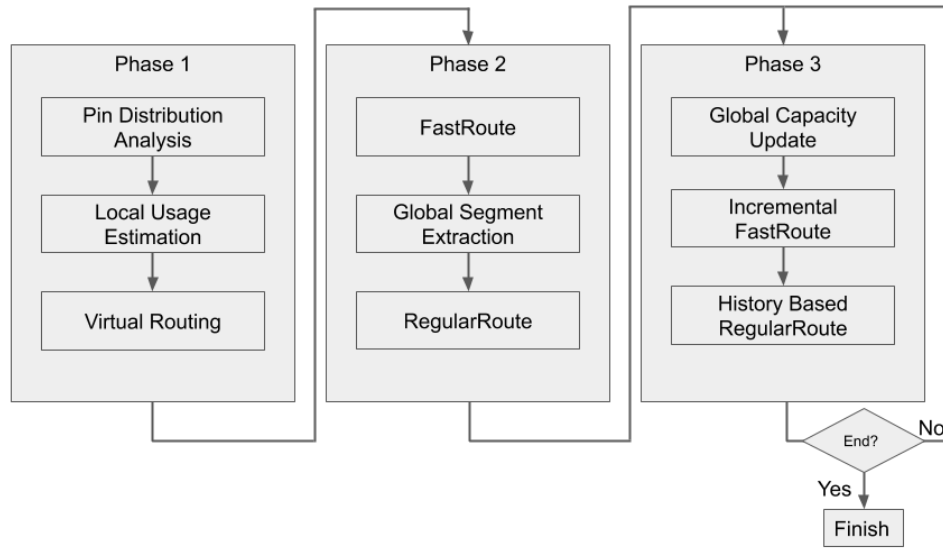 Phase 1
Pin Distribution
Analysis
Local Usage
Estimation
Virtual Routing
Phase 2
FastRoute
Global Segment
Extraction
RegularRoute
Phase 3
Global Capacity
Update
Incremental
FastRoute
History Based
RegularRoute
End?
No
Yes
Finish